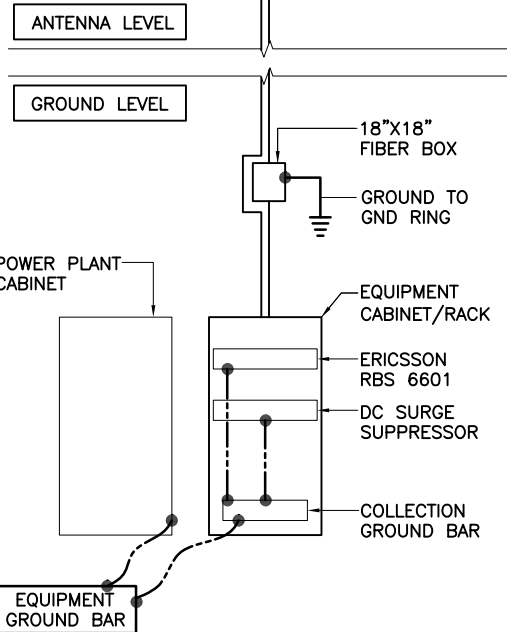 ANTENNA LEVEL
GROUND LEVEL
18"X18"
FIBER BOX
GROUND TO
GND RING
POWER PLANT
CABINET
EQUIPMENT
CABINET/RACK
ERICSSON
RBS 6601
DC SURGE
SUPPRESSOR
COLLECTION
GROUND BAR
EQUIPMENT
GROUND BAR